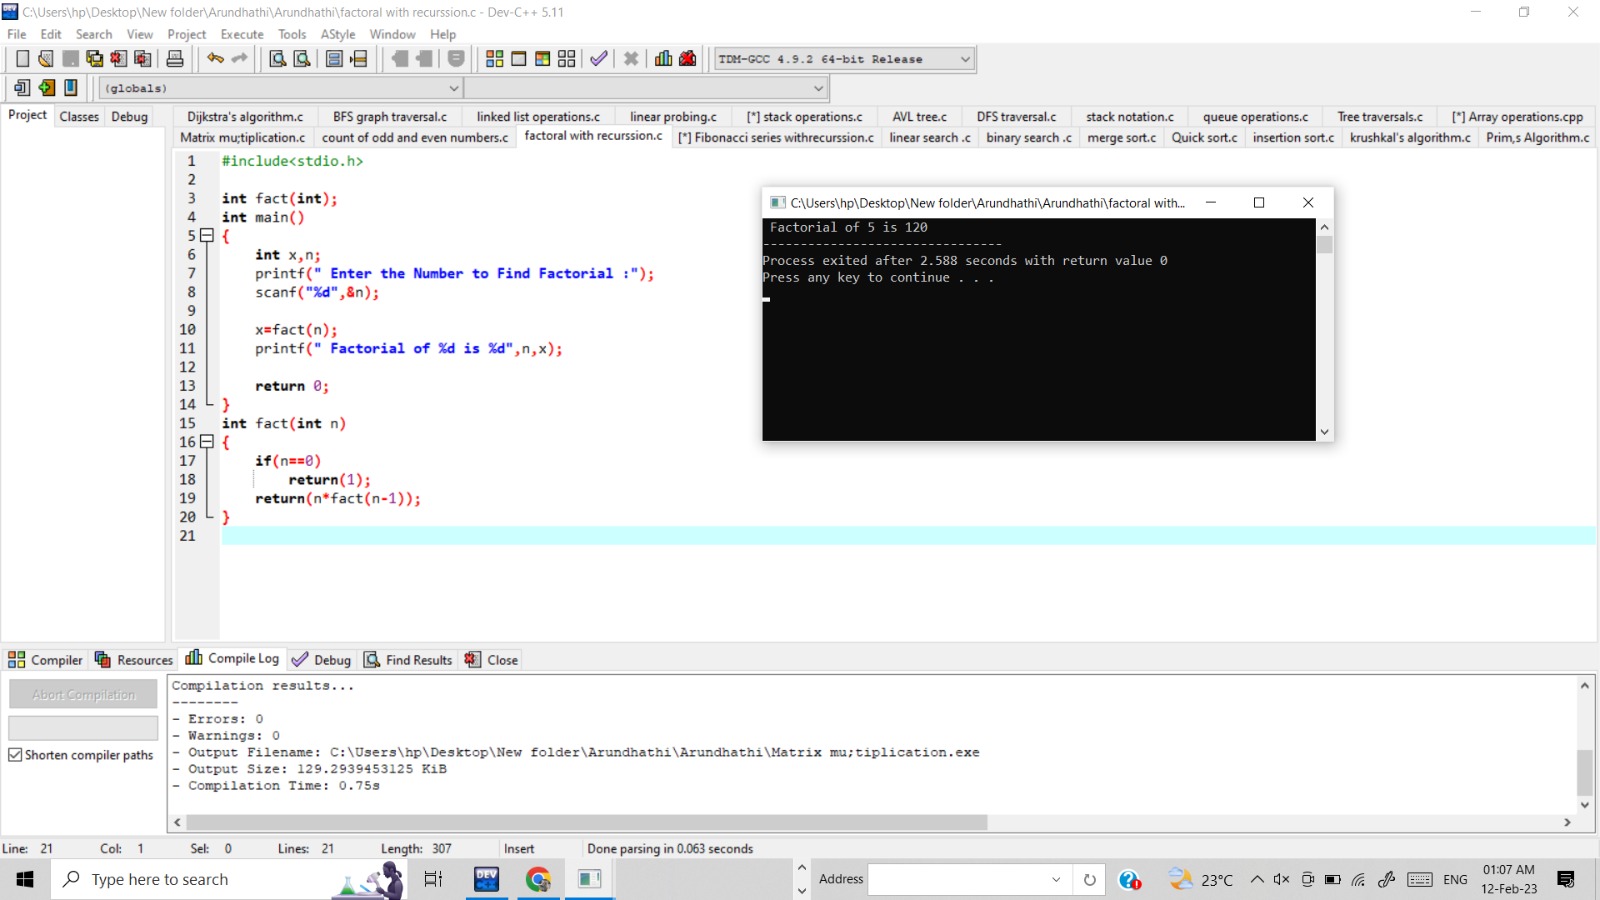 C:\Users\hp\Desktop\New folder\Arundhathi\Arundhathi\factoral with recurssion.c - Dev-C++ 5.11
File Edit Search View Project Execute Tools AStyle Window Help
TDM-GCC 4.9.2 64-bit Release
(globals)
Project Classes Debug
Dijkstra's algorithm.c BFS graph traversal.c linked list operations.c linear probing.c [*] stack operations.c AVL tree.c DFS traversal.c stack notation.c queue operations.c Tree traversals.c [*] Array operations.cpp
Matrix mu;tiplication.c count of odd and even numbers.c factoral with recurssion.c [*] Fibonacci series withrecurssion.c linear search .c binary search .c merge sort.c Quick sort.c insertion sort.c krushkal's algorithm.c Prim,s Algorithm.c
1 #include<stdio.h>
2
3 int fact(int);
4 int main()
5 {
6 int x,n;
7 printf(" Enter the Number to Find Factorial :");
8 scanf("%d",&n);
9
10 x=fact(n);
11 printf(" Factorial of %d is %d",n,x);
12
13 return 0;
14 }
15 int fact(int n)
16 {
17 if(n==0)
18 return(1);
19 return(n*fact(n-1));
20 }
21
C:\Users\hp\Desktop\New folder\Arundhathi\Arundhathi\factoral with...
Factorial of 5 is 120
--------------------------------
Process exited after 2.588 seconds with return value 0
Press any key to continue . . .
Compiler Resources Compile Log Debug Find Results Close
Abort Compilation
Shorten compiler paths
Compilation results...
--------
- Errors: 0
- Warnings: 0
- Output Filename: C:\Users\hp\Desktop\New folder\Arundhathi\Arundhathi\Matrix mu;tiplication.exe
- Output Size: 129.2939453125 KiB
- Compilation Time: 0.75s
Line: 21 Col: 1 Sel: 0 Lines: 21 Length: 307 Insert Done parsing in 0.063 seconds
Type here to search
DEV
Address
23°C
ENG
01:07 AM
12-Feb-23